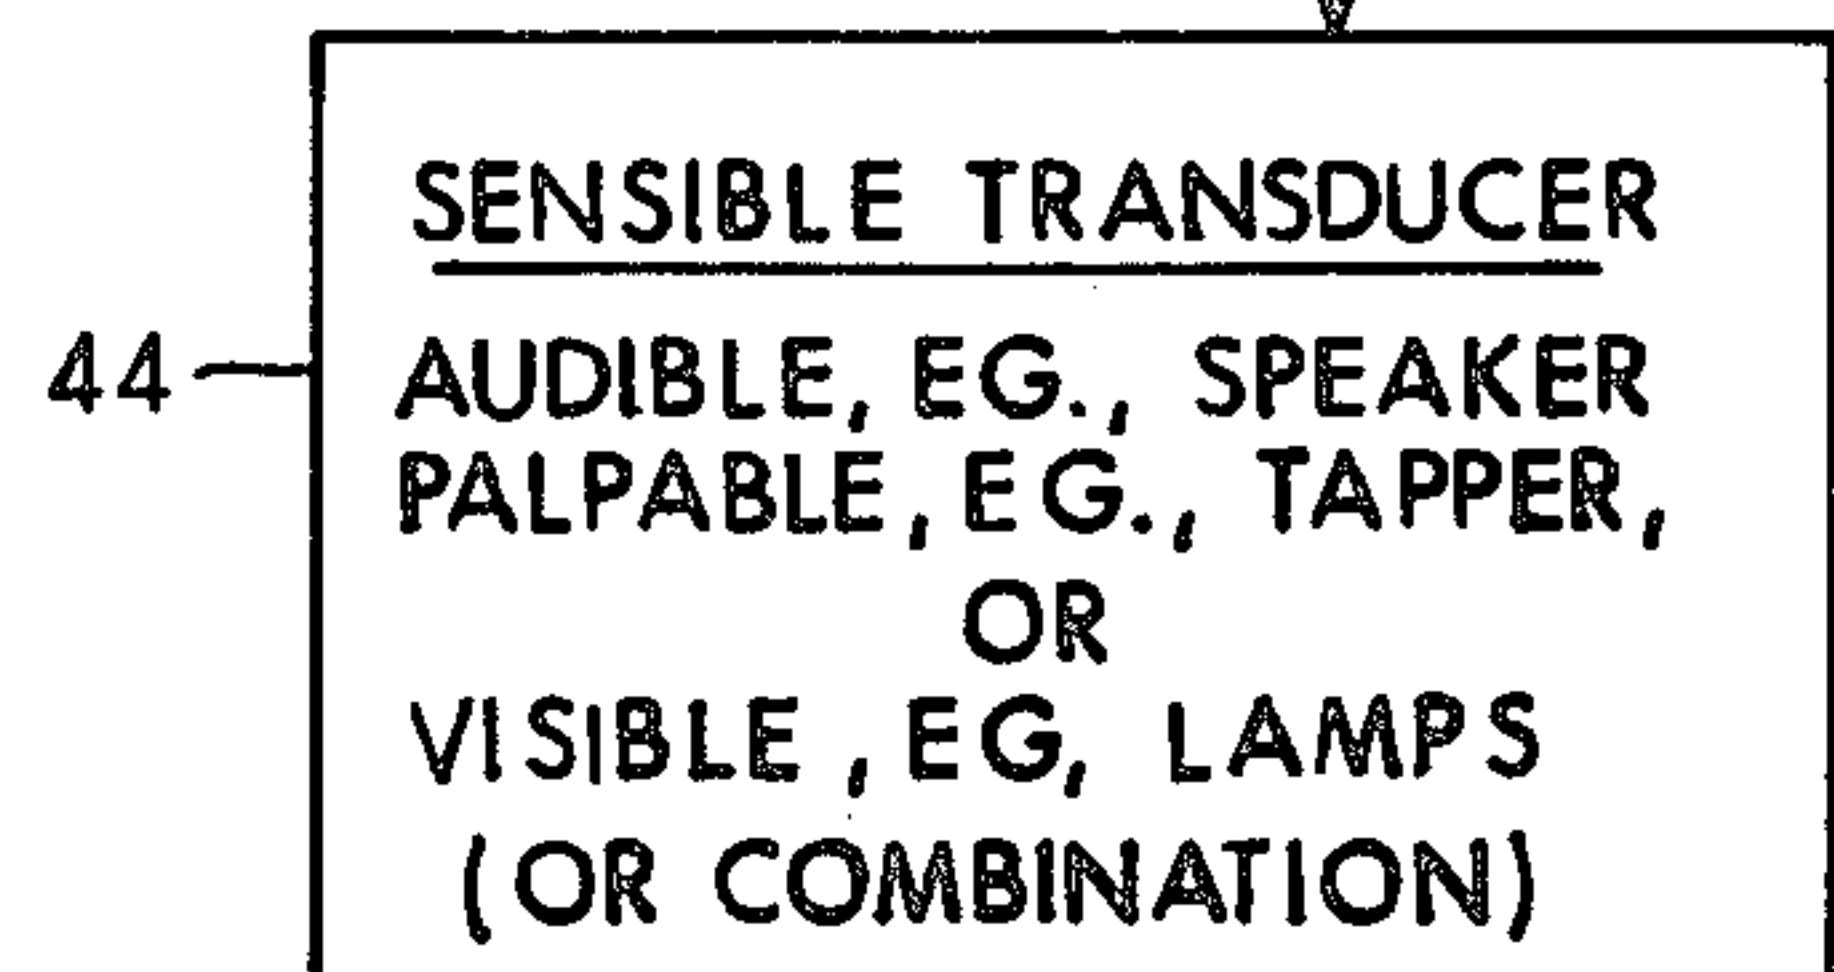 SENSIBLE TRANSDUCER
44
AUDIBLE, EG., SPEAKER
PALPABLE, EG., TAPPER,
OR
VISIBLE, EG, LAMPS
(OR COMBINATION)